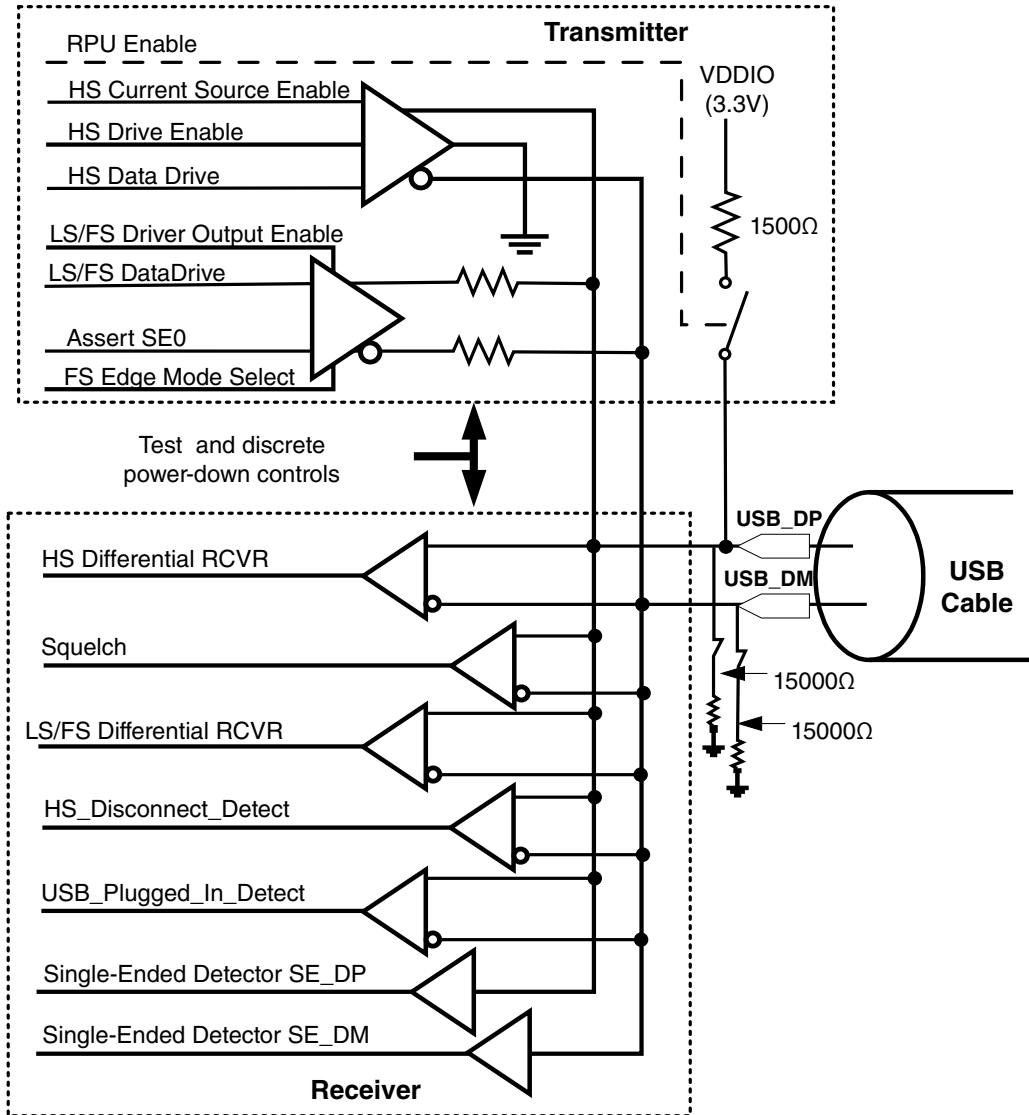 Transmitter
RPU Enable
HS Current Source Enable
HS Drive Enable
HS Data Drive
LS/FS Driver Output Enable
LS/FS DataDrive
Assert SE0
FS Edge Mode Select
VDDIO
(3.3V)
1500Ω
Test and discrete
power-down controls
USB_DP
USB_DM
USB
Cable
15000Ω
15000Ω
HS Differential RCVR
Squelch
LS/FS Differential RCVR
HS_Disconnect_Detect
USB_Plugged_In_Detect
Single-Ended Detector SE_DP
Single-Ended Detector SE_DM
Receiver